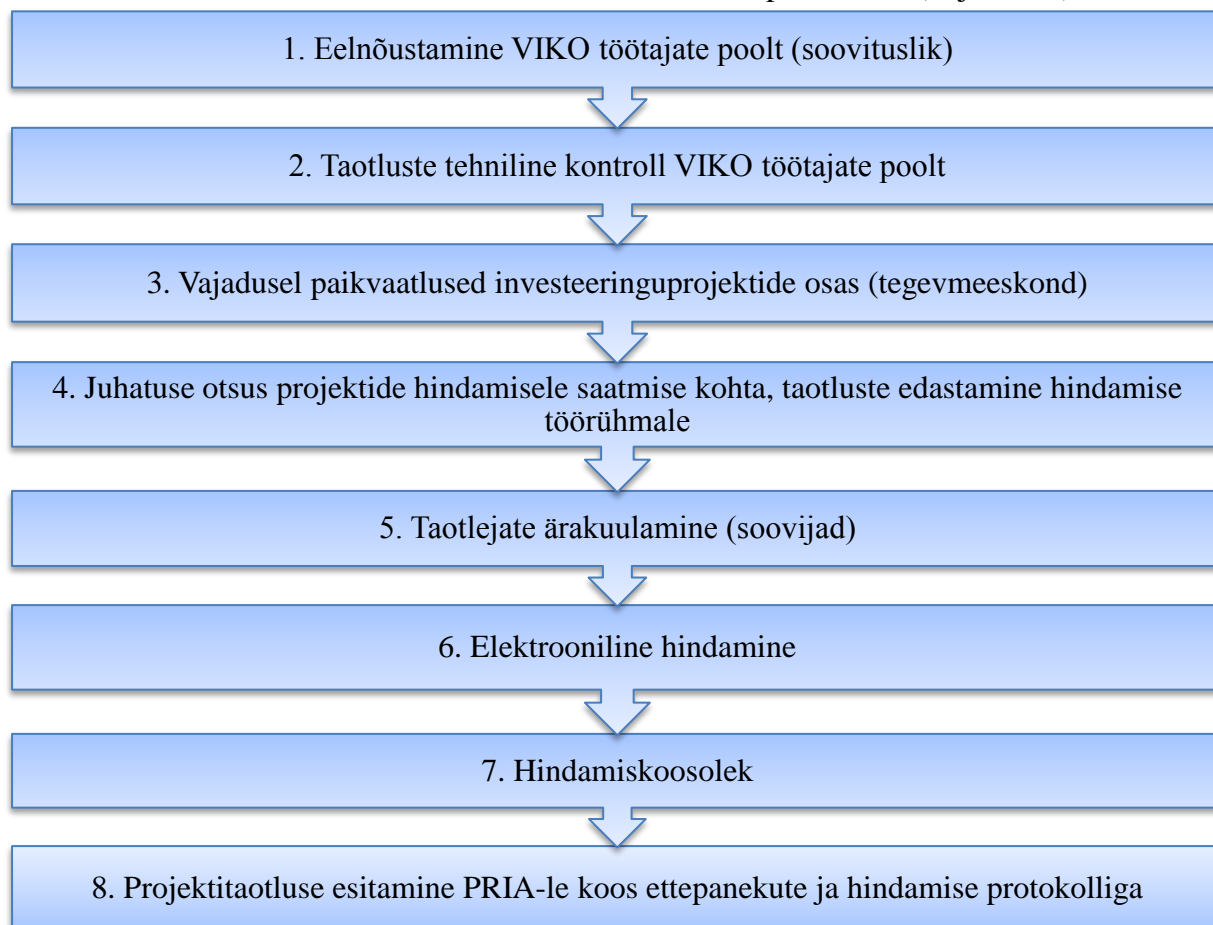 1. Eelnõustamine VIKO töötajate poolt (soovituslik)
2. Taotluste tehniline kontroll VIKO töötajate poolt
3. Vajadusel paikvaatlused investeeringuprojektide osas (tegevmeeskond)
4. Juhatuse otsus projektide hindamisele saatmise kohta, taotluste edastamine hindamise
töörühmale
5. Taotlejate ärakuulamine (soovijad)
6. Elektrooniline hindamine
7. Hindamiskoosolek
8. Projektitaotluse esitamine PRIA-le koos ettepanekute ja hindamise protokolliga